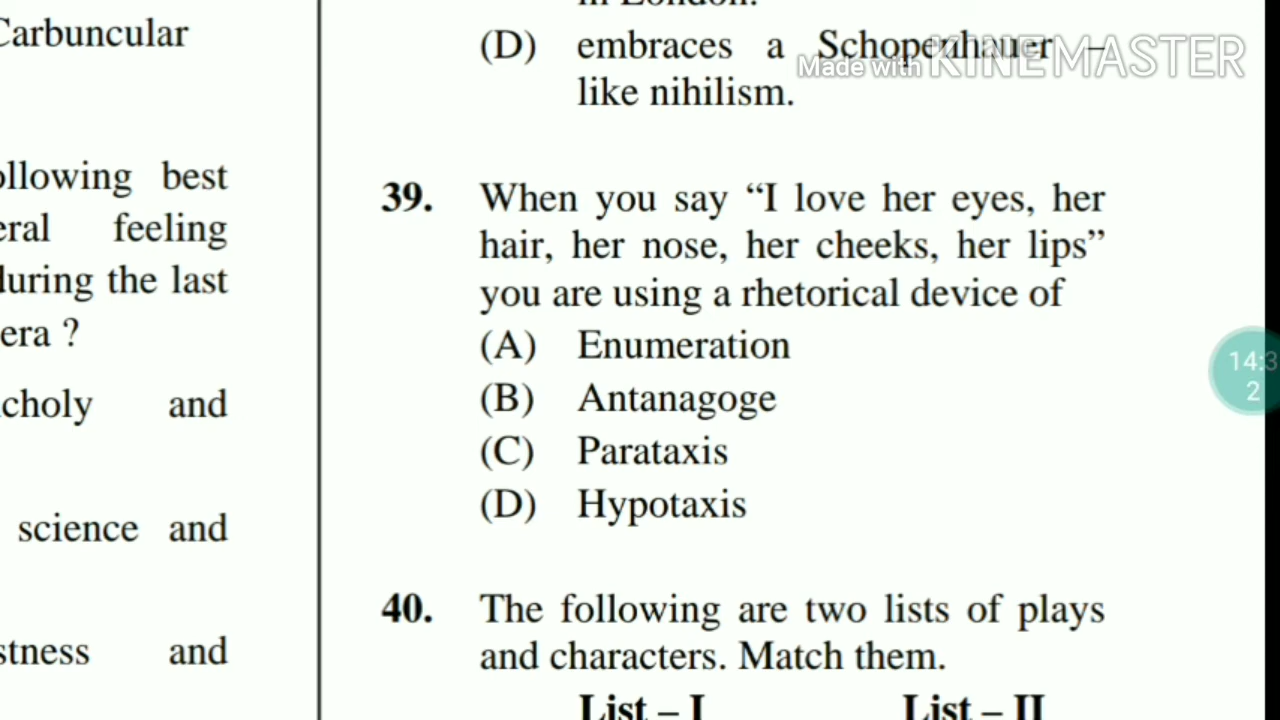 Carbuncular
ollowing best
eral feeling
during the last
era ?
choly and
science and
stness and
in London.
(D) embraces a Schopenhauer –
like nihilism.
Made with KINEMASTER
39. When you say “I love her eyes, her
hair, her nose, her cheeks, her lips”
you are using a rhetorical device of
(A) Enumeration
(B) Antanagoge
(C) Parataxis
(D) Hypotaxis
40. The following are two lists of plays
and characters. Match them.
List – I List – II
14:3
2